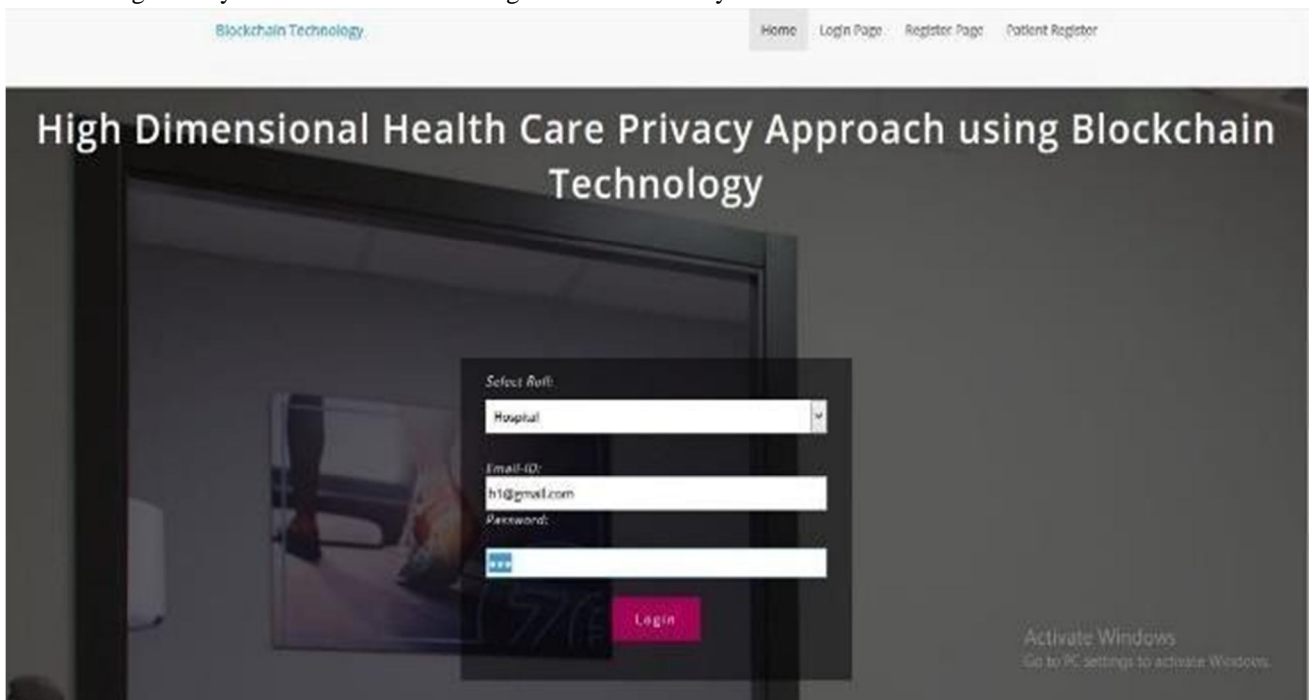 Blockchain Technology
Home Login Page Register Page Patient Register
High Dimensional Health Care Privacy Approach using Blockchain
Technology
Select Roll:
Hospital
Email-ID:
h1@gmail.com
Password:
•••
Login
Activate Windows
Go to PC settings to activate Windows.